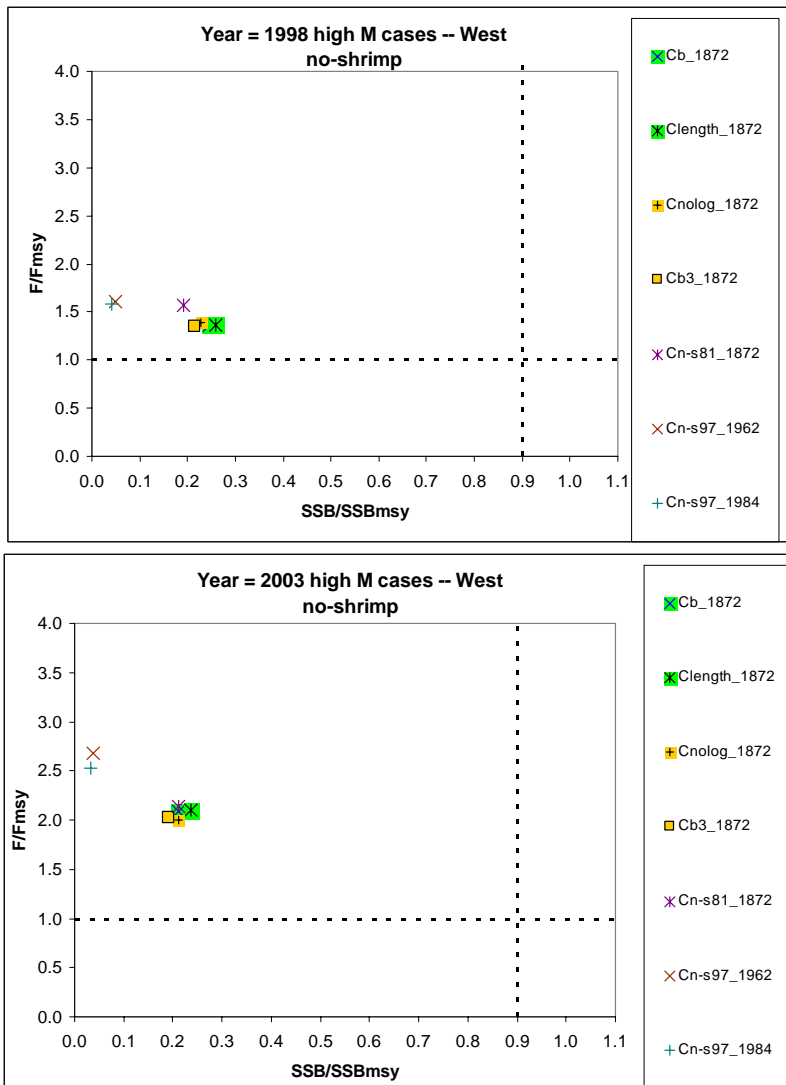 Year = 1998 high M cases -- West
no-shrimp
4.0
3.5
3.0
2.5
2.0
1.5
1.0
0.5
0.0
F/Fmsy
0.0 0.1 0.2 0.3 0.4 0.5 0.6 0.7 0.8 0.9 1.0 1.1
SSB/SSBmsy
Cb_1872
Clength_1872
Cnolog_1872
Cb3_1872
Cn-s81_1872
Cn-s97_1962
Cn-s97_1984
Year = 2003 high M cases -- West
no-shrimp
4.0
3.5
3.0
2.5
2.0
1.5
1.0
0.5
0.0
F/Fmsy
0.0 0.1 0.2 0.3 0.4 0.5 0.6 0.7 0.8 0.9 1.0 1.1
SSB/SSBmsy
Cb_1872
Clength_1872
Cnolog_1872
Cb3_1872
Cn-s81_1872
Cn-s97_1962
Cn-s97_1984